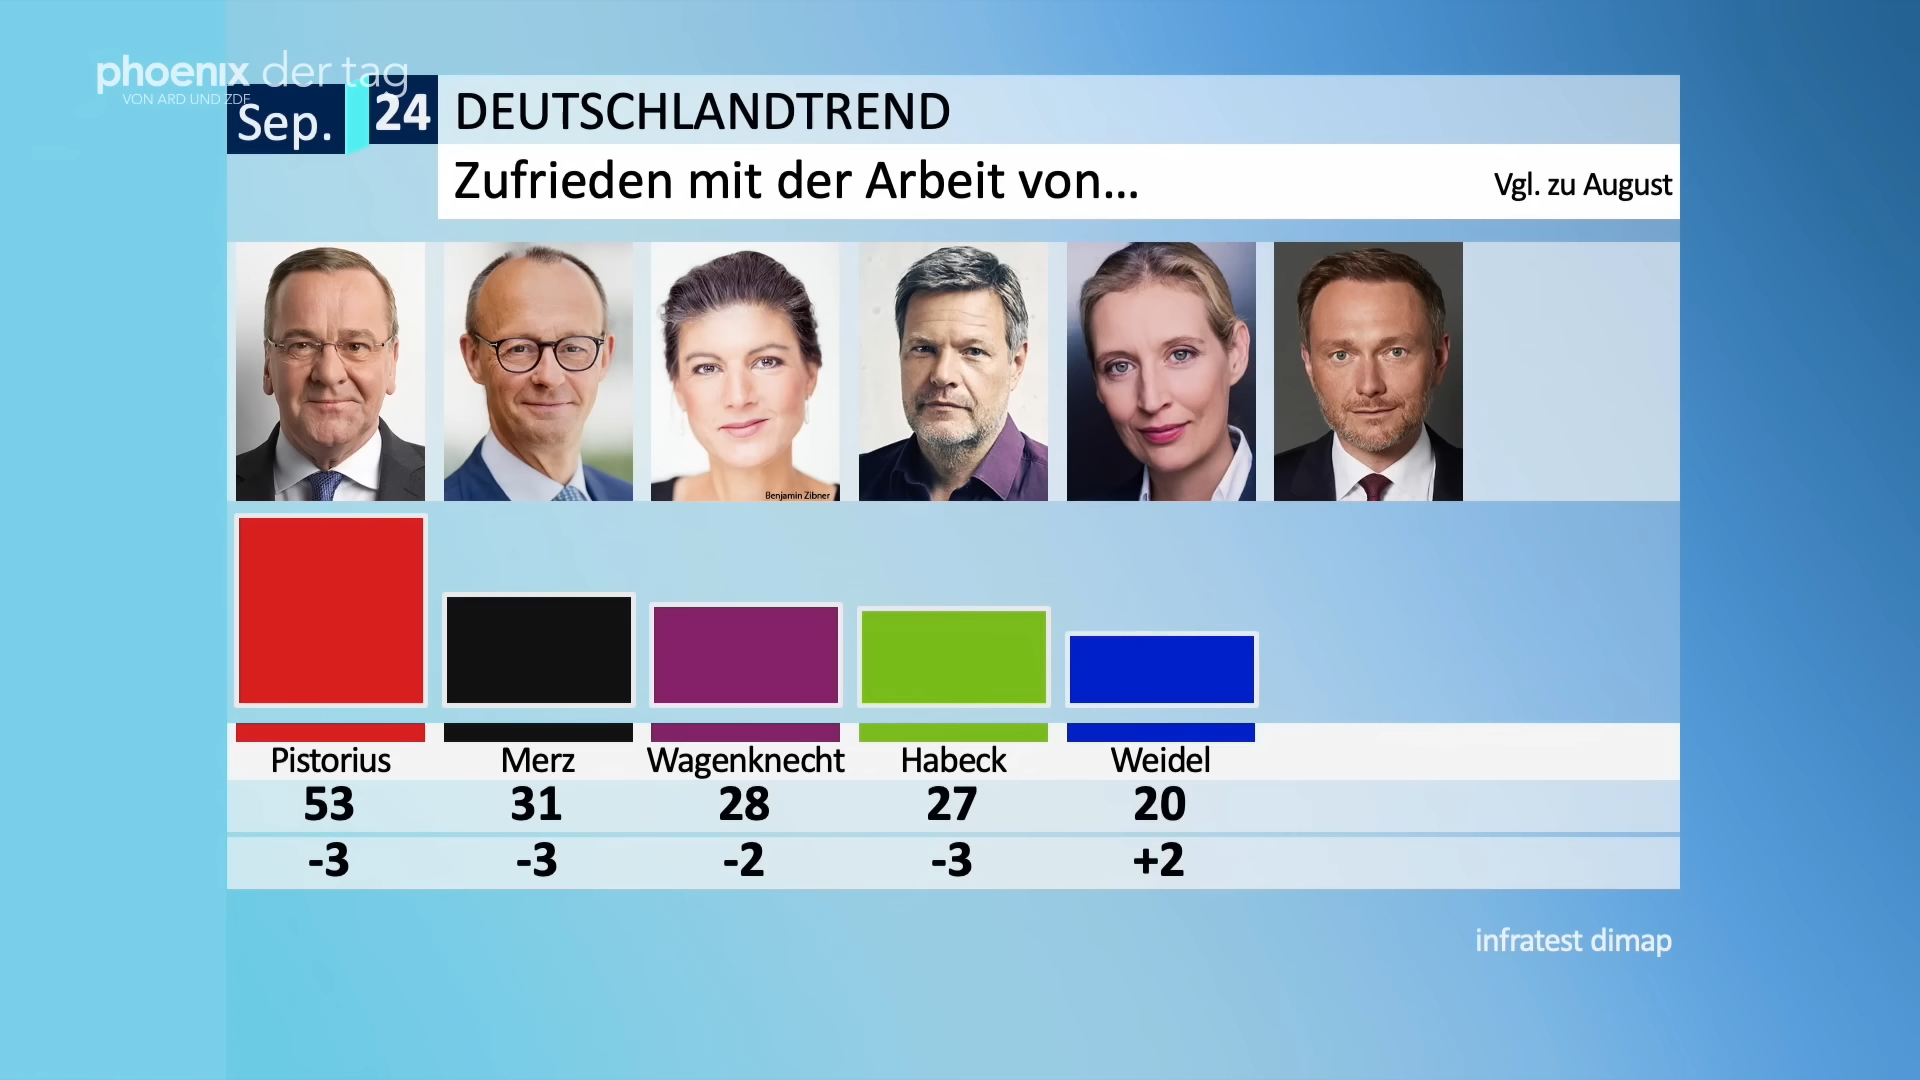 phoenix der tag
VON ARD UND ZDF
Sep. 24
DEUTSCHLANDTREND
Zufrieden mit der Arbeit von...
Vgl. zu August
Benjamin Zibner
Pistorius Merz Wagenknecht Habeck Weidel
53 31 28 27 20
-3 -3 -2 -3 +2
infratest dimap